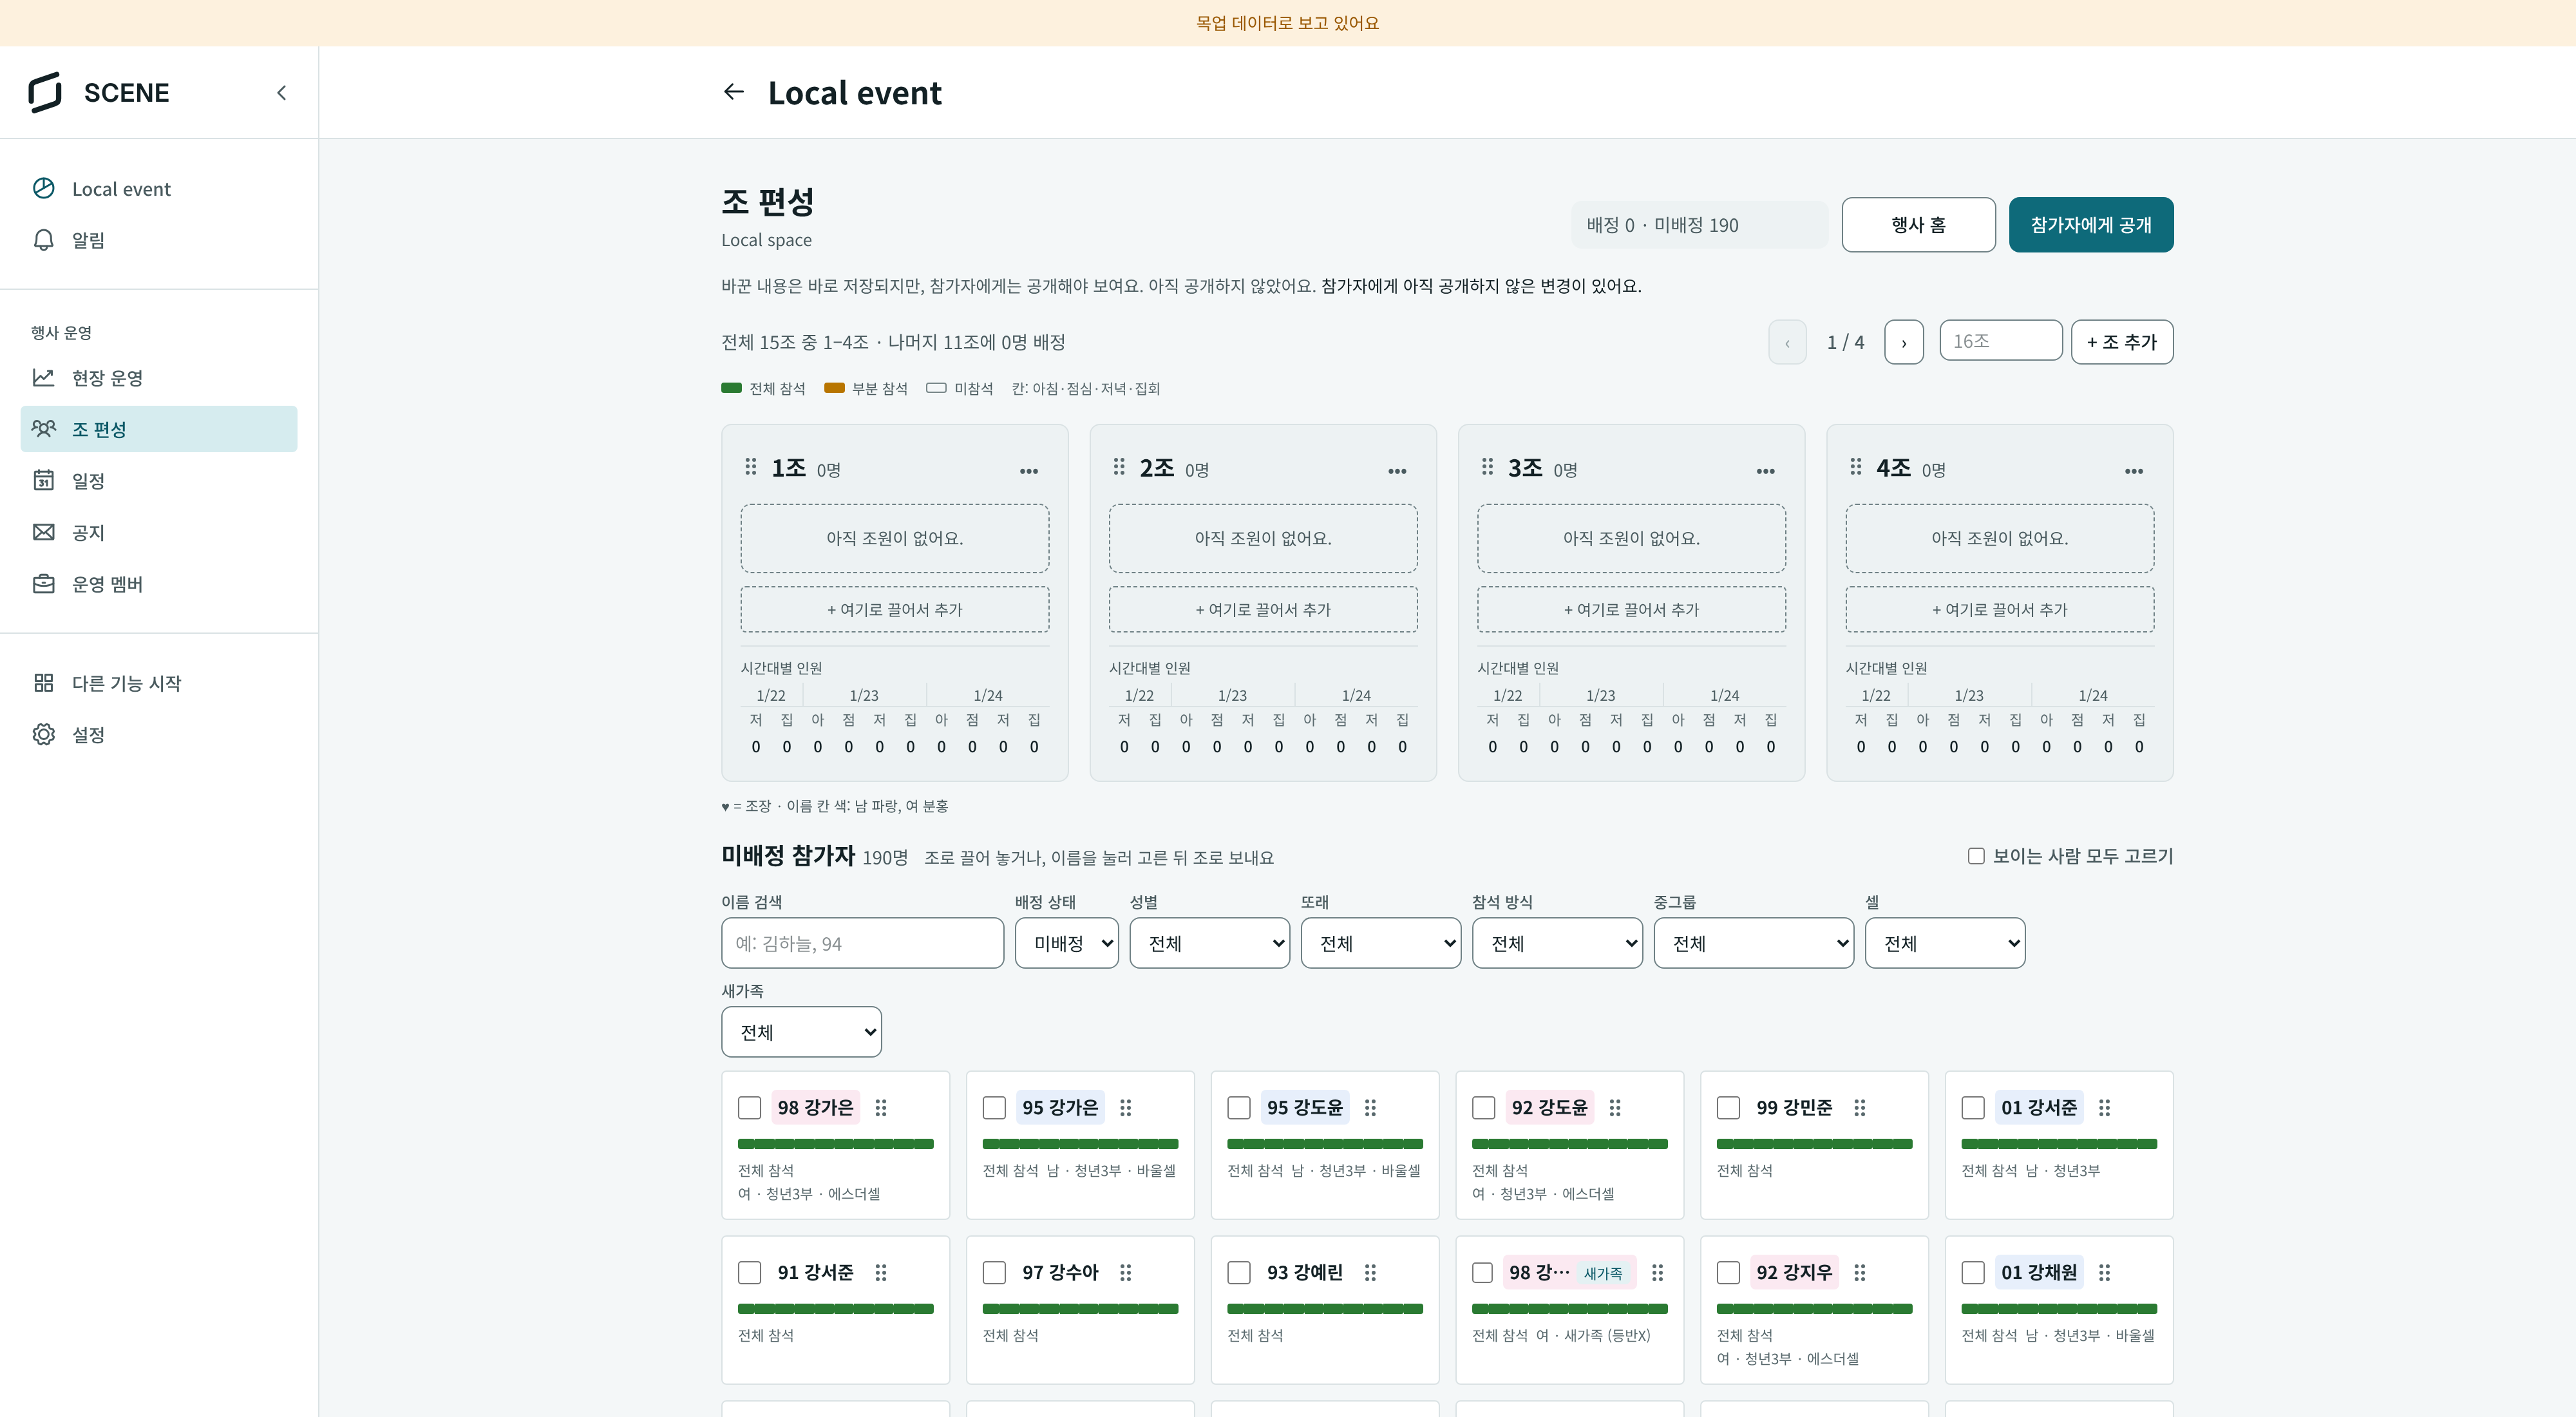 목업 데이터로 보고 있어요
SCENE
Local event
알림
행사 운영
현장 운영
조 편성
일정
공지
운영 멤버
다른 기능 시작
설정
Local event
조 편성
Local space
배정 0 · 미배정 190
행사 홈
참가자에게 공개
바꾼 내용은 바로 저장되지만, 참가자에게는 공개해야 보여요. 아직 공개하지 않았어요. 참가자에게 아직 공개하지 않은 변경이 있어요.
전체 15조 중 1–4조 · 나머지 11조에 0명 배정
‹ 1 / 4 › 16조 + 조 추가
전체 참석 부분 참석 미참석 칸: 아침·점심·저녁·집회
1조 0명 •••
아직 조원이 없어요.
+ 여기로 끌어서 추가
시간대별 인원
1/22 1/23 1/24
저 집 아 점 저 집 아 점 저 집
0 0 0 0 0 0 0 0 0 0
2조 0명 •••
아직 조원이 없어요.
+ 여기로 끌어서 추가
시간대별 인원
1/22 1/23 1/24
저 집 아 점 저 집 아 점 저 집
0 0 0 0 0 0 0 0 0 0
3조 0명 •••
아직 조원이 없어요.
+ 여기로 끌어서 추가
시간대별 인원
1/22 1/23 1/24
저 집 아 점 저 집 아 점 저 집
0 0 0 0 0 0 0 0 0 0
4조 0명 •••
아직 조원이 없어요.
+ 여기로 끌어서 추가
시간대별 인원
1/22 1/23 1/24
저 집 아 점 저 집 아 점 저 집
0 0 0 0 0 0 0 0 0 0
♥ = 조장 · 이름 칸 색: 남 파랑, 여 분홍
미배정 참가자 190명 조로 끌어 놓거나, 이름을 눌러 고른 뒤 조로 보내요
보이는 사람 모두 고르기
이름 검색 배정 상태 성별 또래 참석 방식 중그룹 셀
예: 김하늘, 94 미배정 전체 전체 전체 전체 전체
새가족
전체
98 강가은
전체 참석
여 · 청년3부 · 에스더셀
95 강가은
전체 참석 남 · 청년3부 · 바울셀
95 강도윤
전체 참석 남 · 청년3부 · 바울셀
92 강도윤
전체 참석
여 · 청년3부 · 에스더셀
99 강민준
전체 참석
01 강서준
전체 참석 남 · 청년3부
91 강서준
전체 참석
97 강수아
전체 참석
93 강예린
전체 참석
98 강… 새가족
전체 참석 여 · 새가족 (등반X)
92 강지우
전체 참석
여 · 청년3부 · 에스더셀
01 강채원
전체 참석 남 · 청년3부 · 바울셀